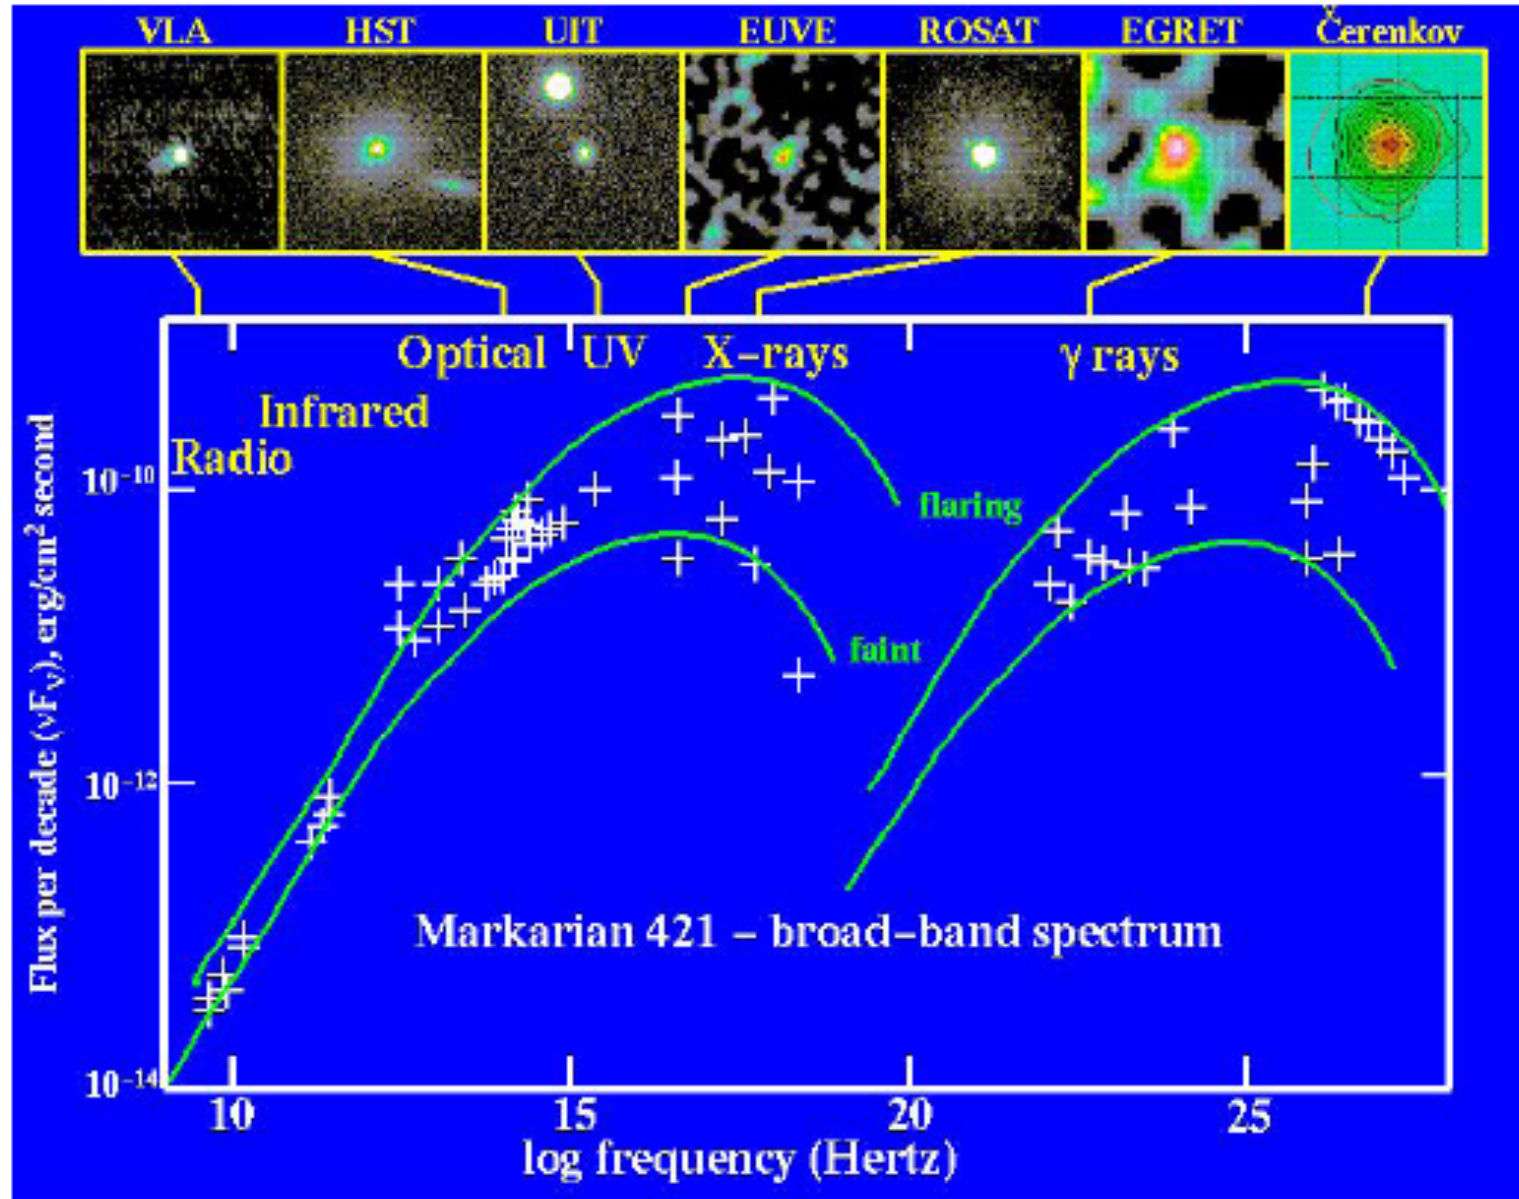 VLA HST UIT EUVE ROSAT EGRET Čerenkov
Optical UV X-rays γ rays
Infrared
Radio
10⁻¹⁰
flaring
faint
10⁻¹²
Markarian 421 – broad-band spectrum
10⁻¹⁴
10 15 20 25
log frequency (Hertz)
Flux per decade (νFᵥ), erg/cm² second